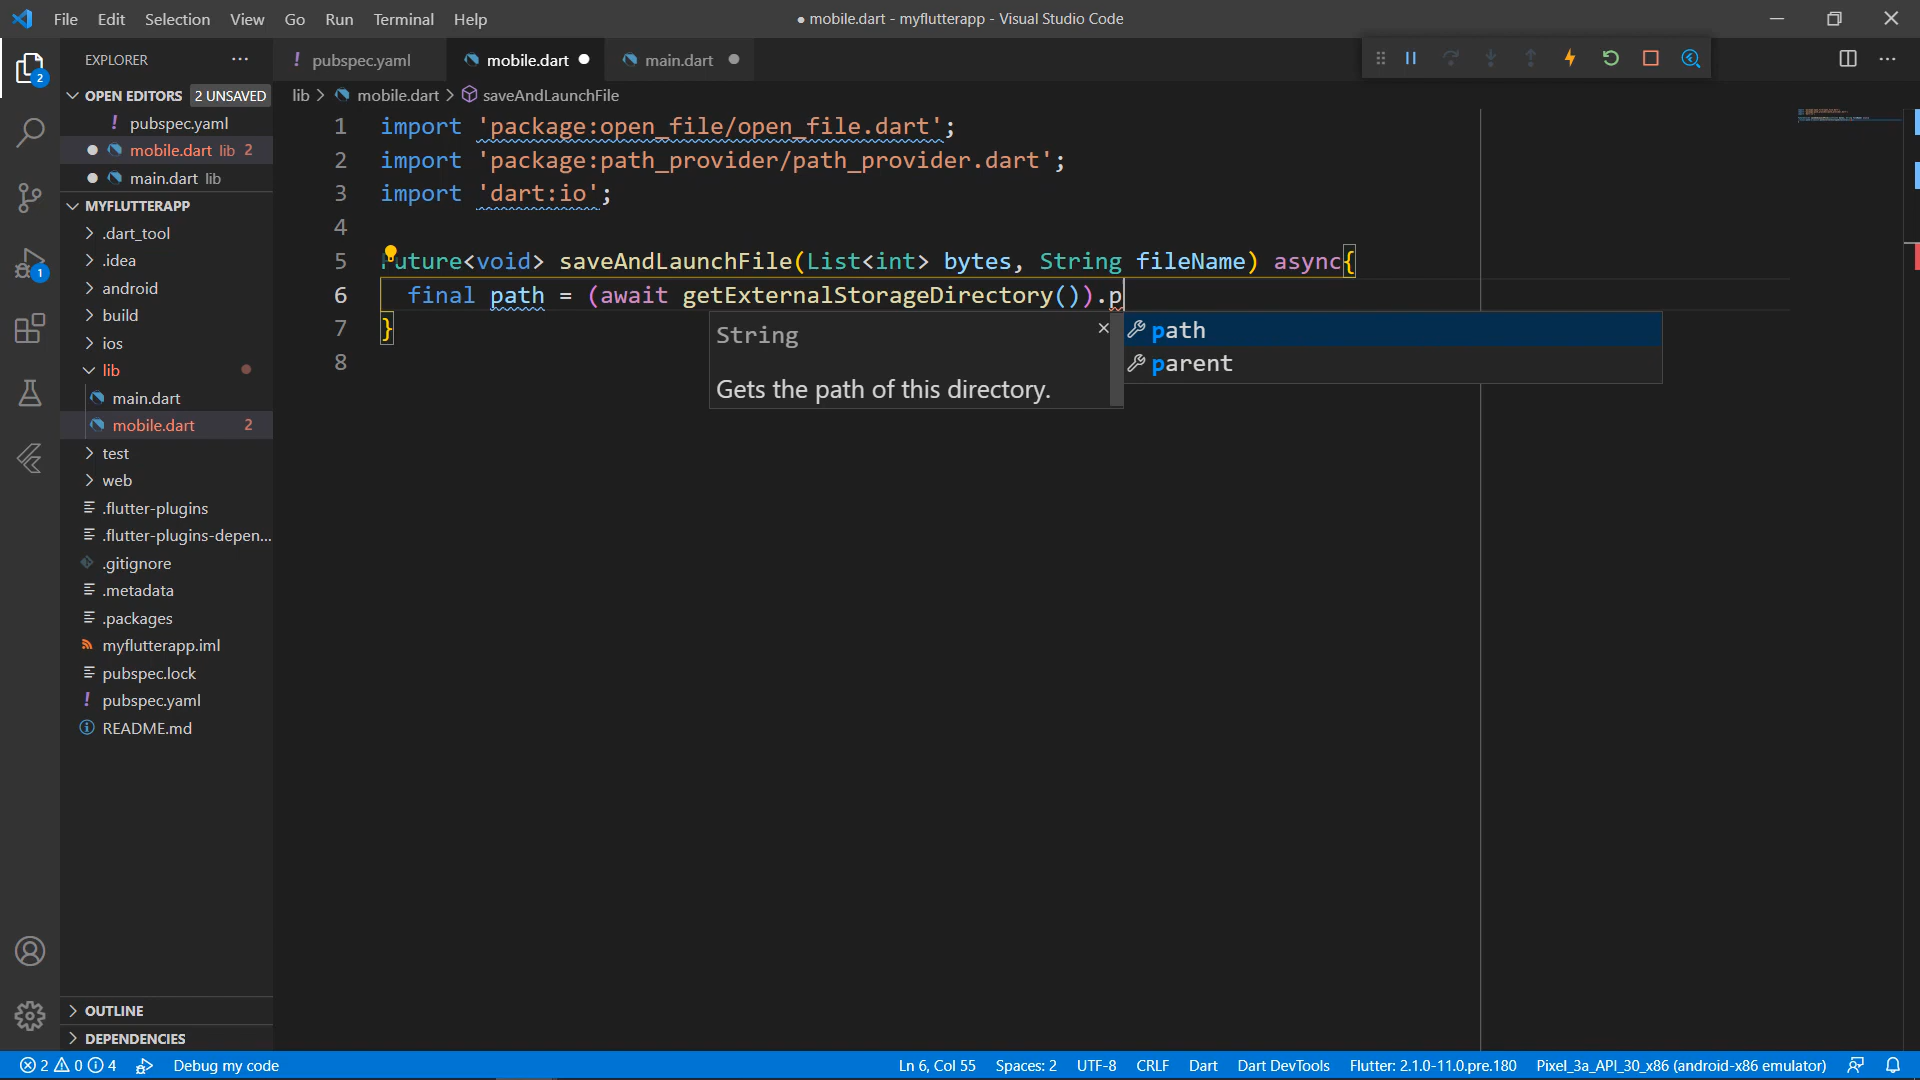 File Edit Selection View Go Run Terminal Help
● mobile.dart - myflutterapp - Visual Studio Code
EXPLORER
OPEN EDITORS 2 UNSAVED
! pubspec.yaml
mobile.dart lib 2
main.dart lib
MYFLUTTERAPP
.dart_tool
.idea
android
build
ios
lib
main.dart
mobile.dart 2
test
web
.flutter-plugins
.flutter-plugins-depen...
.gitignore
.metadata
.packages
myflutterapp.iml
pubspec.lock
! pubspec.yaml
README.md
OUTLINE
DEPENDENCIES
2
1
! pubspec.yaml mobile.dart ● main.dart ●
lib > mobile.dart > saveAndLaunchFile
1 import 'package:open_file/open_file.dart';
2 import 'package:path_provider/path_provider.dart';
3 import 'dart:io';
4
5 Future<void> saveAndLaunchFile(List<int> bytes, String fileName) async{
6 final path = (await getExternalStorageDirectory()).p
7 }
8
String
Gets the path of this directory.
path
parent
2 0 4 Debug my code Ln 6, Col 55 Spaces: 2 UTF-8 CRLF Dart Dart DevTools Flutter: 2.1.0-11.0.pre.180 Pixel_3a_API_30_x86 (android-x86 emulator)